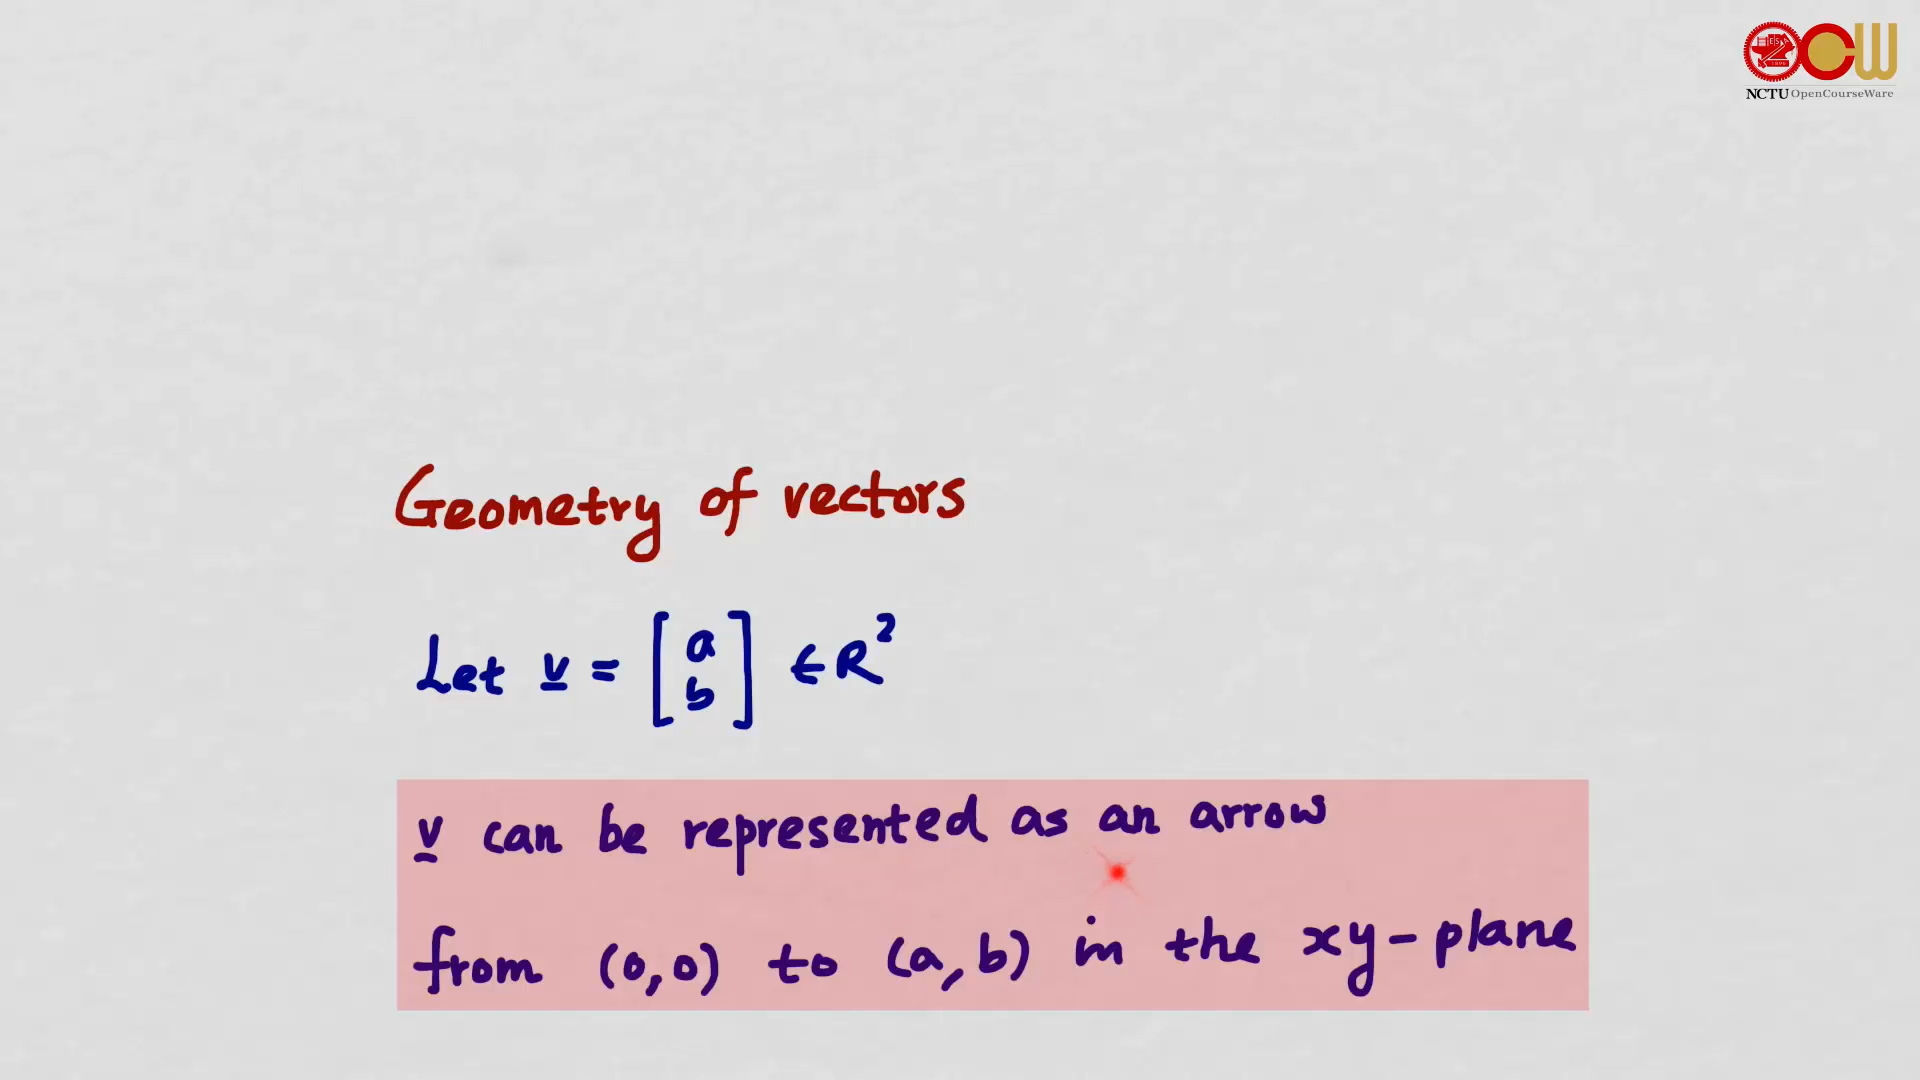 NCTU OpenCourseWare
Geometry of vectors
Let v = [a b] ∈ R²
v can be represented as an arrow
from (0,0) to (a,b) in the xy-plane